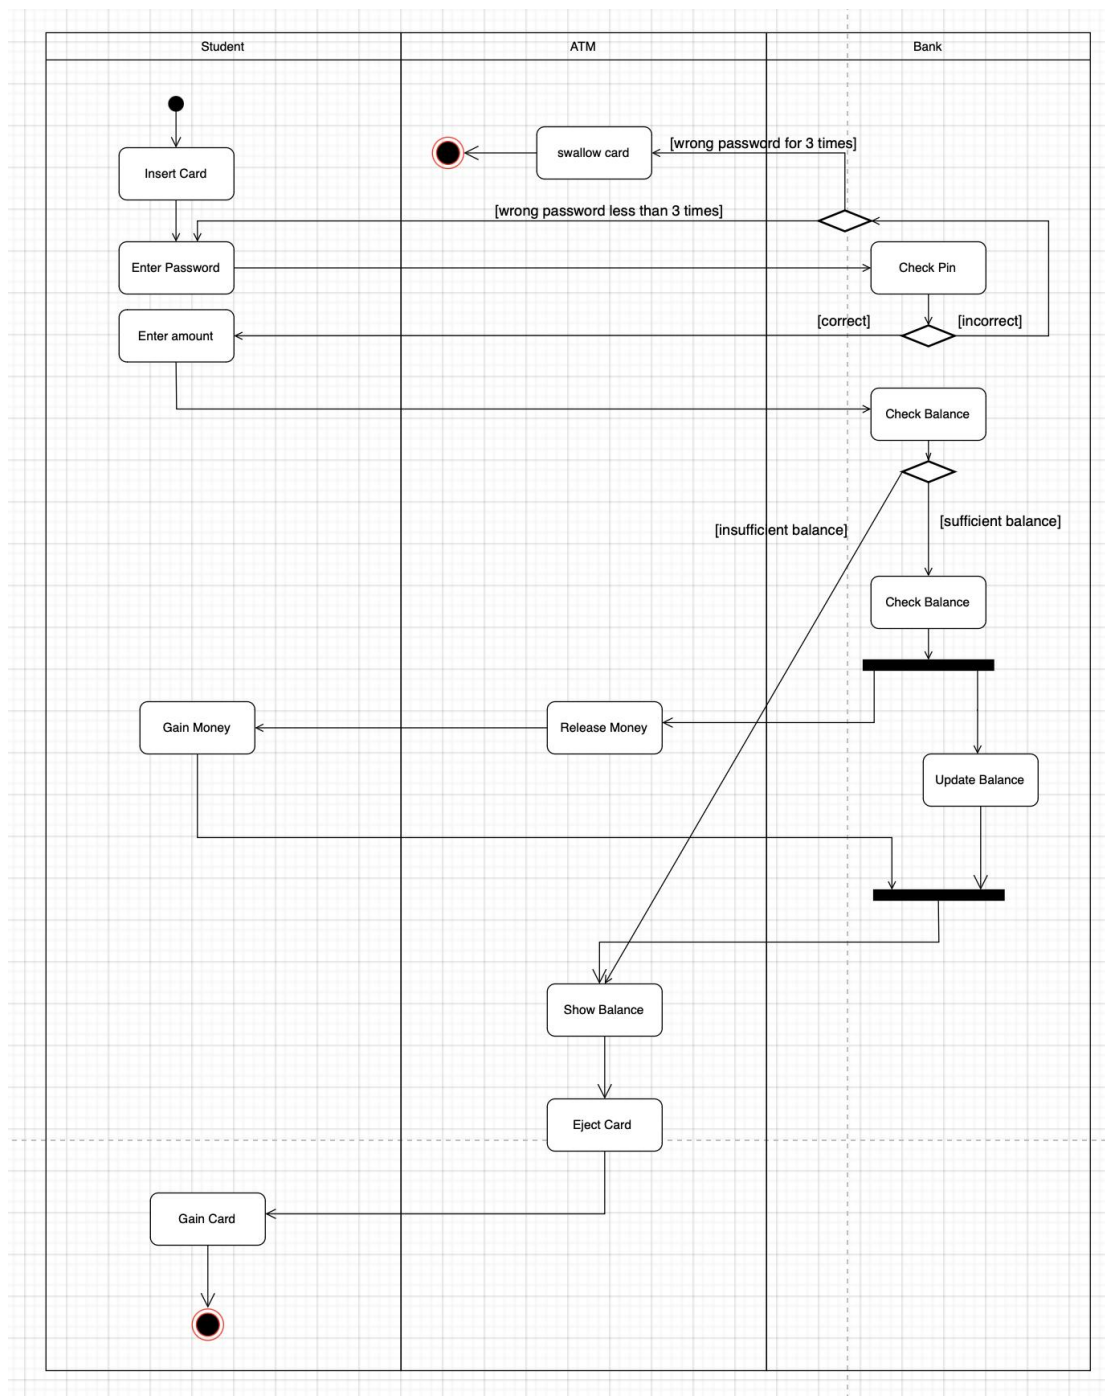 Student
ATM
Bank
swallow card
[wrong password for 3 times]
Insert Card
[wrong password less than 3 times]
Enter Password
Check Pin
Enter amount
[correct]
[incorrect]
Check Balance
[insufficient balance]
[sufficient balance]
Check Balance
Gain Money
Release Money
Update Balance
Show Balance
Eject Card
Gain Card